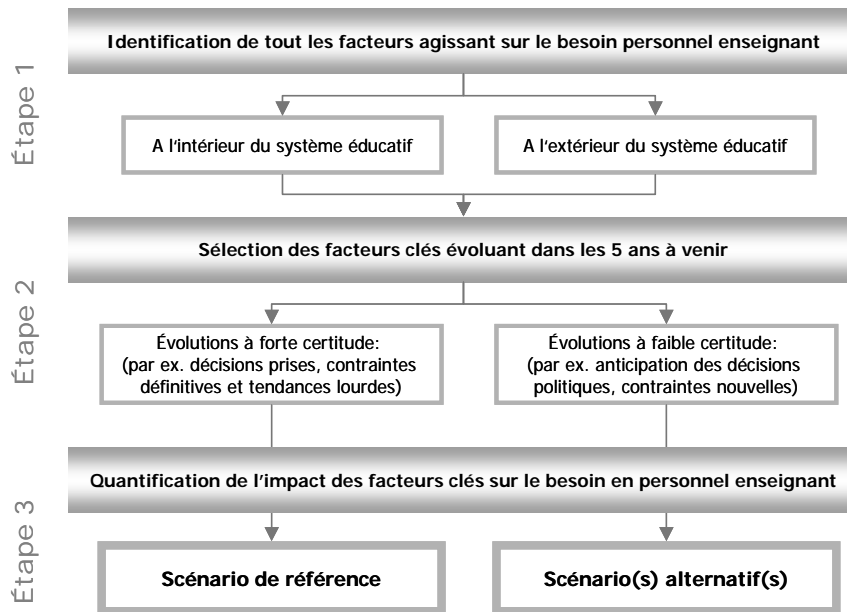 Étape 1
Identification de tout les facteurs agissant sur le besoin personnel enseignant
A l'intérieur du système éducatif
A l'extérieur du système éducatif
Étape 2
Sélection des facteurs clés évoluant dans les 5 ans à venir
Évolutions à forte certitude:
(par ex. décisions prises, contraintes
définitives et tendances lourdes)
Évolutions à faible certitude:
(par ex. anticipation des décisions
politiques, contraintes nouvelles)
Étape 3
Quantification de l'impact des facteurs clés sur le besoin en personnel enseignant
Scénario de référence
Scénario(s) alternatif(s)